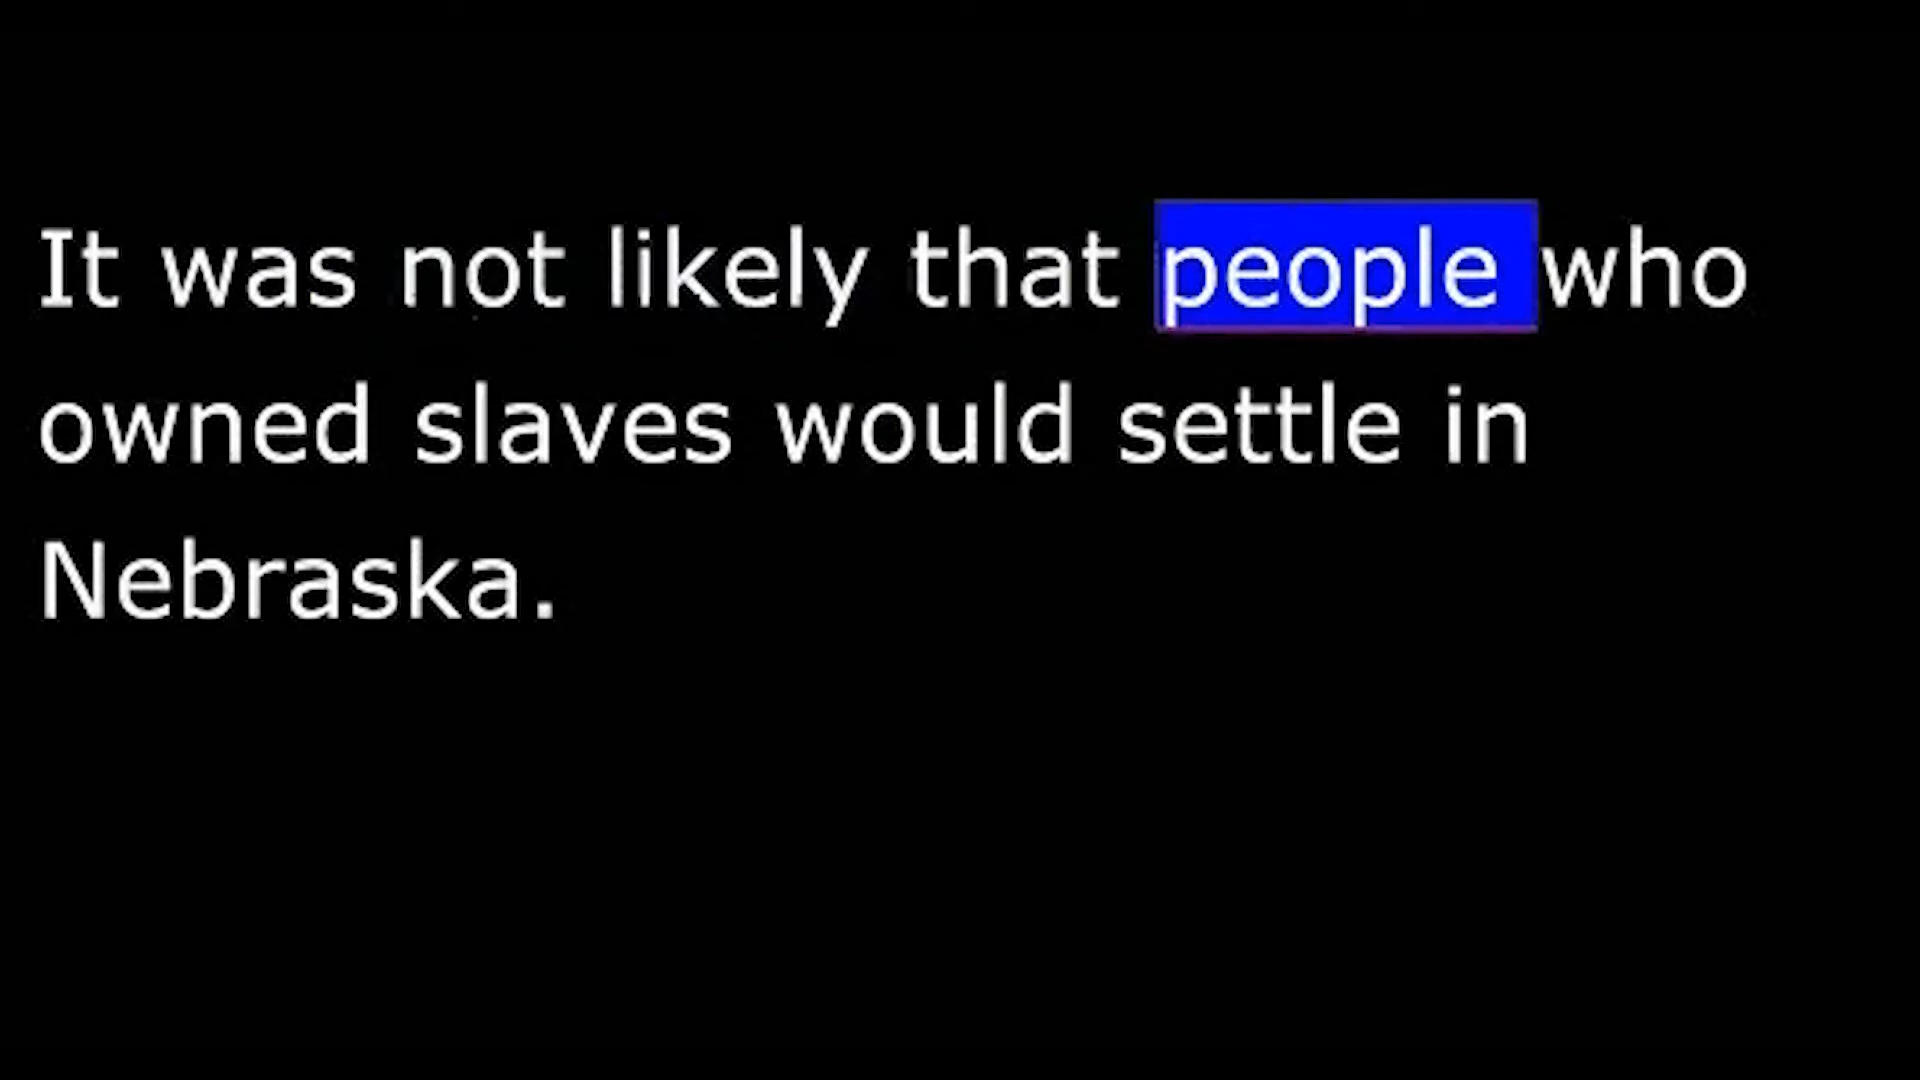 It was not likely that people who
owned slaves would settle in
Nebraska.